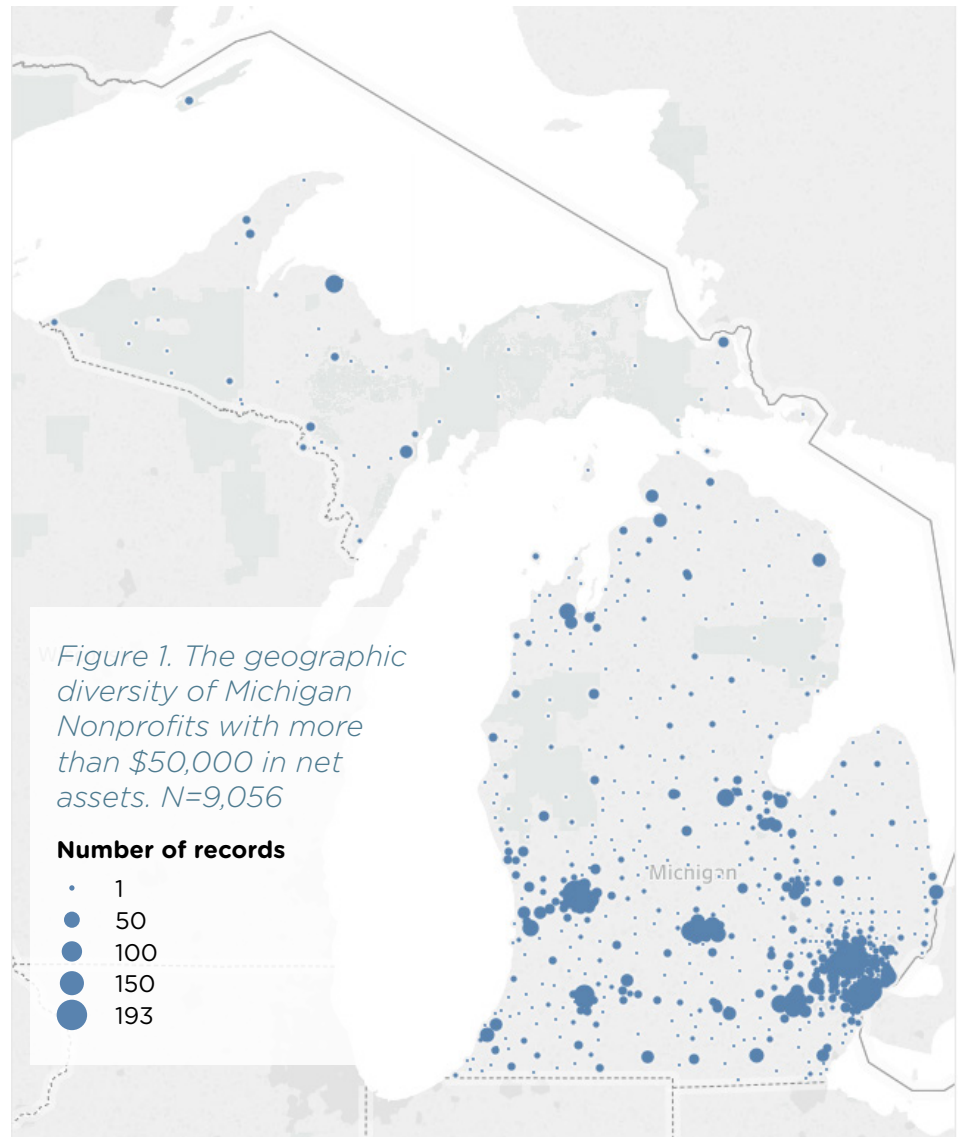 Figure 1. The geographic
diversity of Michigan
Nonprofits with more
than $50,000 in net
assets. N=9,056
Number of records
1
50
100
150
193
Michigan